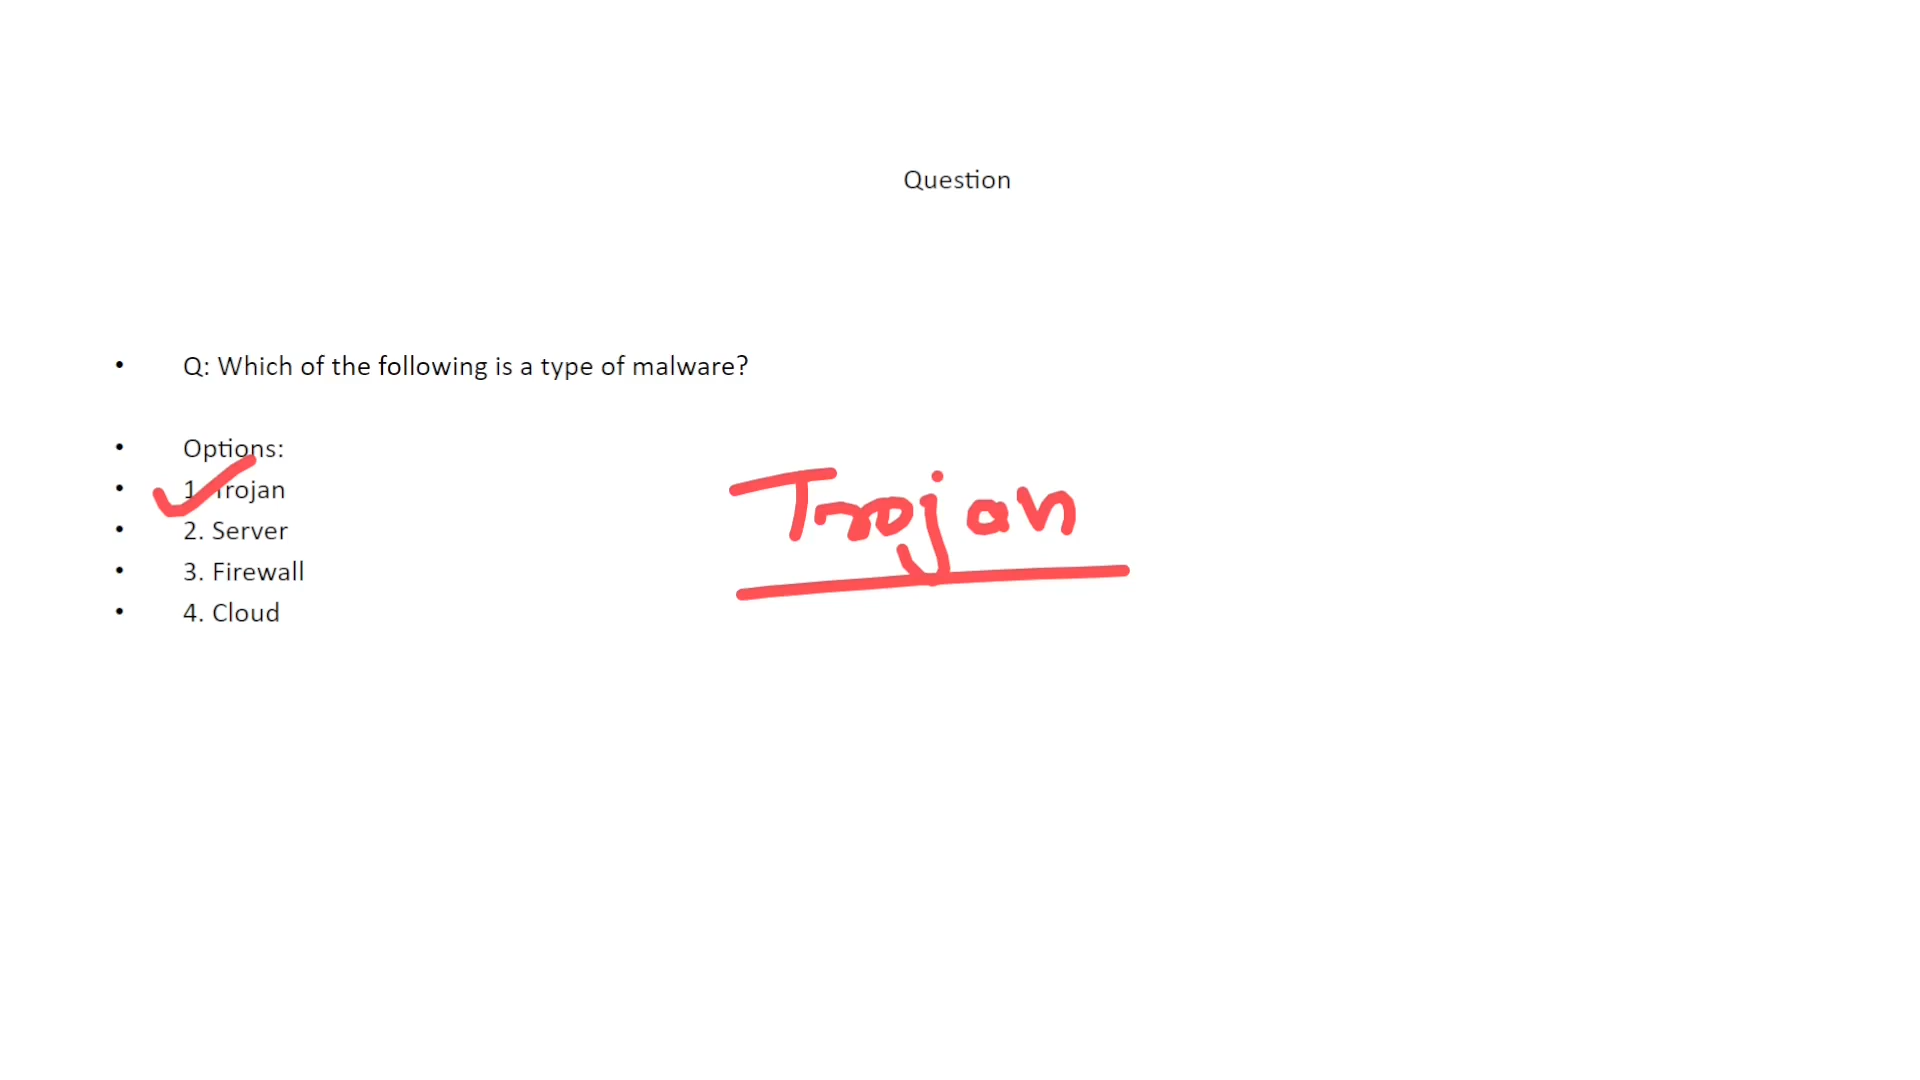 Question
• Q: Which of the following is a type of malware?
• Options:
• 1. Trojan
• 2. Server
• 3. Firewall
• 4. Cloud
Trojan